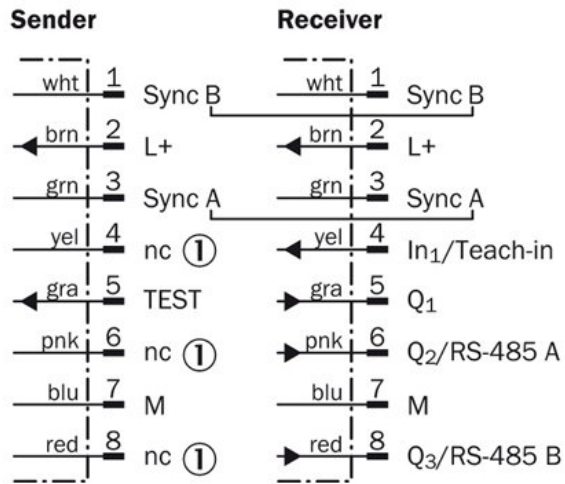 Sender Receiver
wht 1 Sync B wht 1 Sync B
brn 2 L+ brn 2 L+
grn 3 Sync A grn 3 Sync A
yel 4 nc ① yel 4 In₁/Teach-in
gra 5 TEST gra 5 Q₁
pnk 6 nc ① pnk 6 Q₂/RS-485 A
blu 7 M blu 7 M
red 8 nc ① red 8 Q₃/RS-485 B